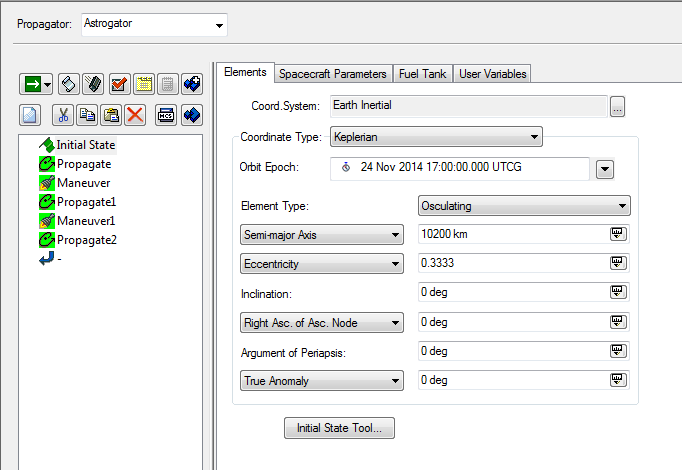 Propagator: Astrogator
Elements Spacecraft Parameters Fuel Tank User Variables
Coord.System: Earth Inertial ...
Coordinate Type: Keplerian
Orbit Epoch: 24 Nov 2014 17:00:00.000 UTCG
Element Type: Osculating
Semi-major Axis 10200 km
Eccentricity 0.3333
Inclination: 0 deg
Right Asc. of Asc. Node 0 deg
Argument of Periapsis: 0 deg
True Anomaly 0 deg
Initial State Tool...
MCS
Initial State
Propagate
Maneuver
Propagate1
Maneuver1
Propagate2
-